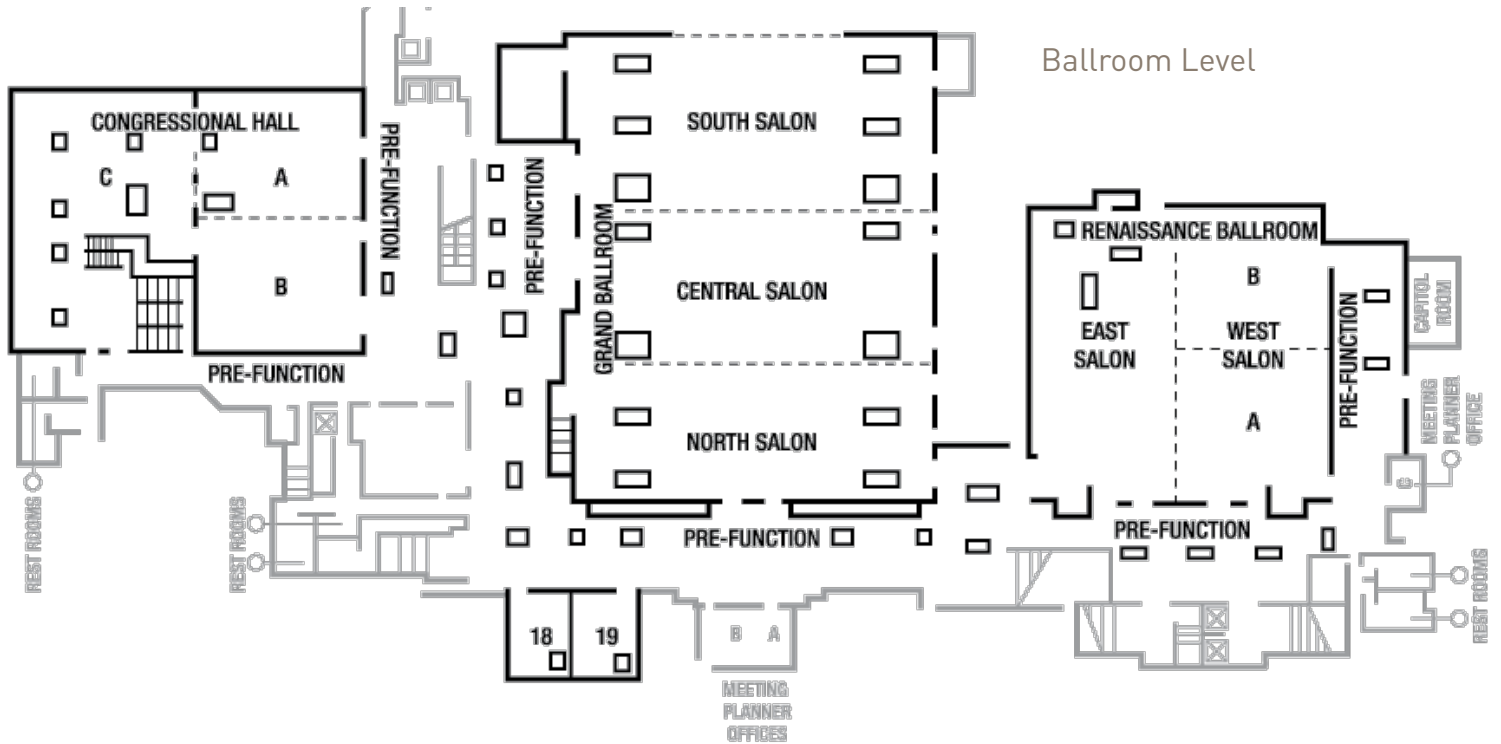 Ballroom Level
CONGRESSIONAL HALL
C
A
B
PRE-FUNCTION
PRE-FUNCTION
PRE-FUNCTION
GRAND BALLROOM
SOUTH SALON
CENTRAL SALON
NORTH SALON
PRE-FUNCTION
RENAISSANCE BALLROOM
B
EAST
SALON
WEST
SALON
A
PRE-FUNCTION
PRE-FUNCTION
CAPITOL
ROOM
MEETING
PLANNER
OFFICE
C
REST ROOMS
REST ROOMS
REST ROOMS
18
19
B
A
MEETING
PLANNER
OFFICES